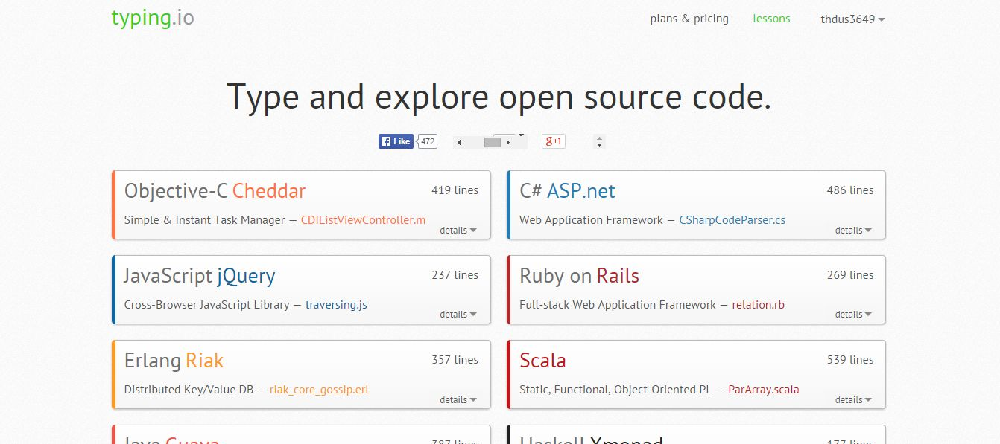 typing.io
plans & pricing lessons thdus3649
Type and explore open source code.
Like 472 g+1
Objective-C Cheddar 419 lines
Simple & Instant Task Manager — CDIListViewController.m
details
C# ASP.net 486 lines
Web Application Framework — CSharpCodeParser.cs
details
JavaScript jQuery 237 lines
Cross-Browser JavaScript Library — traversing.js
details
Ruby on Rails 269 lines
Full-stack Web Application Framework — relation.rb
details
Erlang Riak 357 lines
Distributed Key/Value DB — riak_core_gossip.erl
details
Scala 539 lines
Static, Functional, Object-Oriented PL — ParArray.scala
details
Java Guava 387 lines
Haskell Xmonad 177 lines